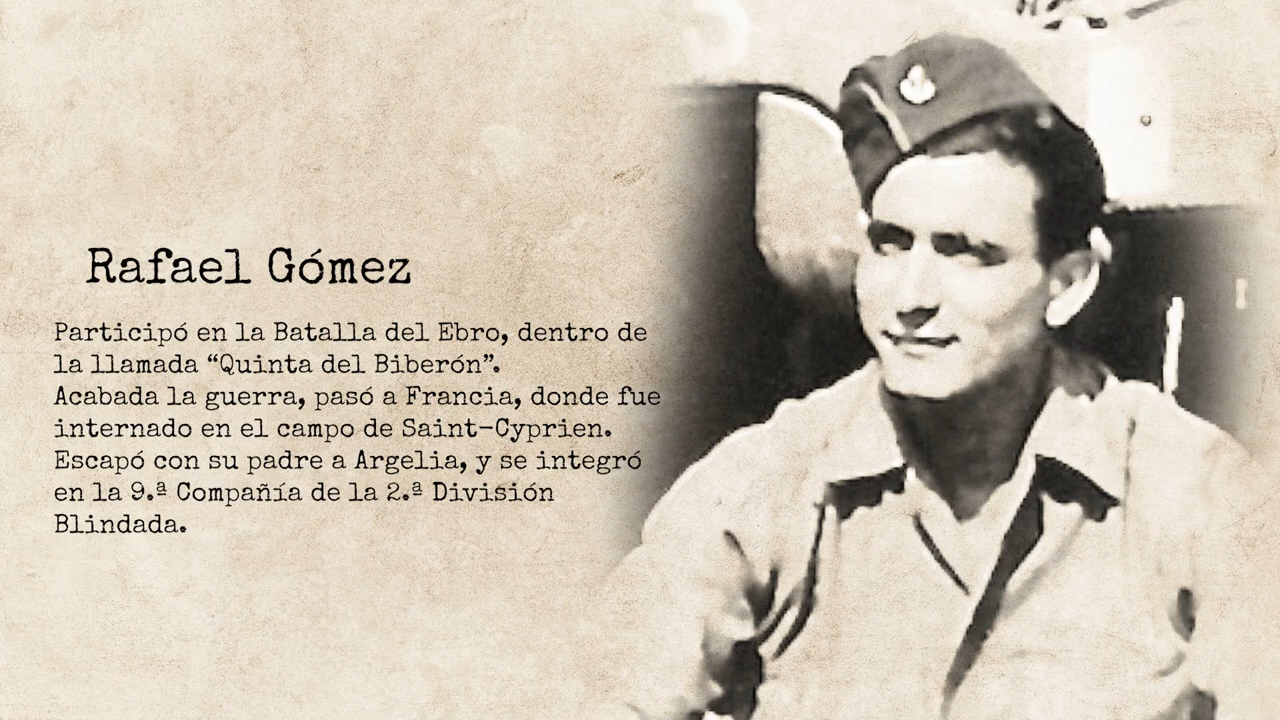 Rafael Gómez
Participó en la Batalla del Ebro, dentro de
la llamada “Quinta del Biberón”.
Acabada la guerra, pasó a Francia, donde fue
internado en el campo de Saint-Cyprien.
Escapó con su padre a Argelia, y se integró
en la 9.ª Compañía de la 2.ª División
Blindada.